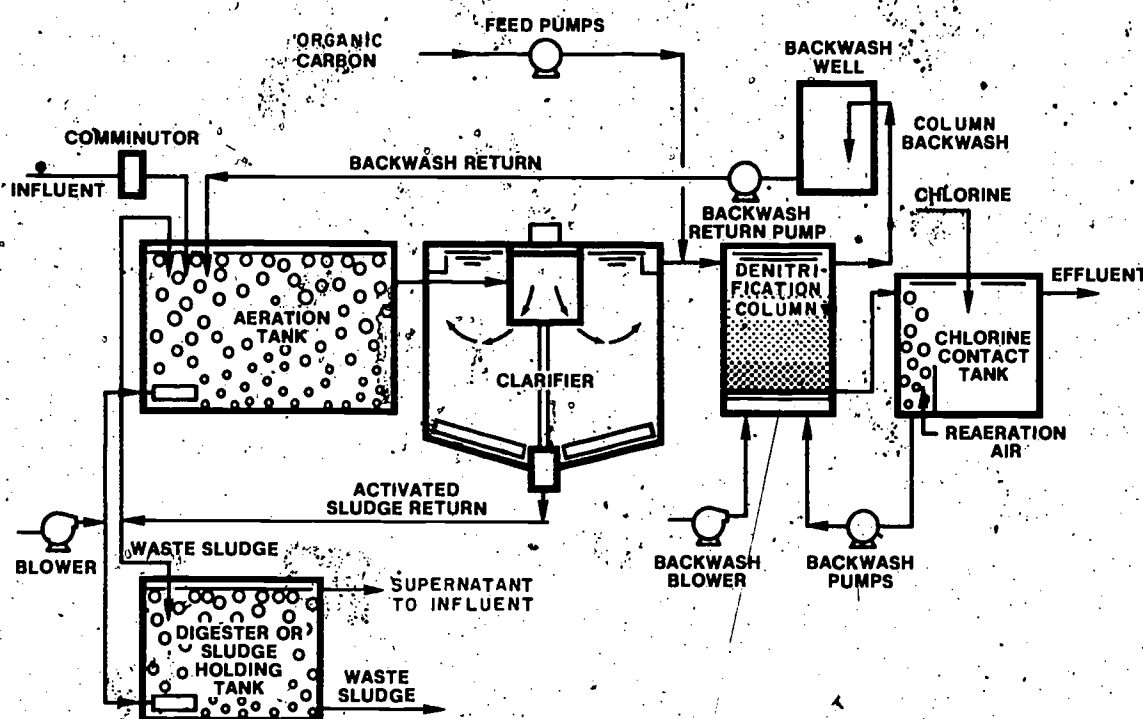 FEED PUMPS
ORGANIC
CARBON
BACKWASH
WELL
COLUMN
BACKWASH
COMMINUTOR
BACKWASH RETURN
INFLUENT
CHLORINE
BACKWASH
RETURN PUMP
DENITRI-
FICATION
COLUMN
EFFLUENT
AERATION
TANK
CHLORINE
CONTACT
TANK
CLARIFIER
REAERATION
AIR
ACTIVATED
SLUDGE RETURN
WASTE SLUDGE
BLOWER
BACKWASH
BLOWER
BACKWASH
PUMPS
SUPERNATANT
TO INFLUENT
DIGESTER OR
SLUDGE
HOLDING
TANK
WASTE
SLUDGE